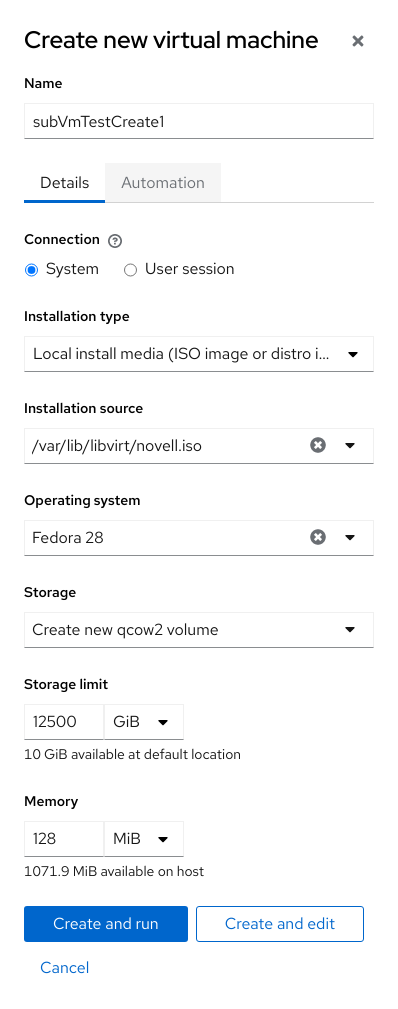 Create new virtual machine
Name
subVmTestCreate1
Details Automation
Connection
System User session
Installation type
Local install media (ISO image or distro i...
Installation source
/var/lib/libvirt/novell.iso
Operating system
Fedora 28
Storage
Create new qcow2 volume
Storage limit
12500 GiB
10 GiB available at default location
Memory
128 MiB
1071.9 MiB available on host
Create and run Create and edit
Cancel